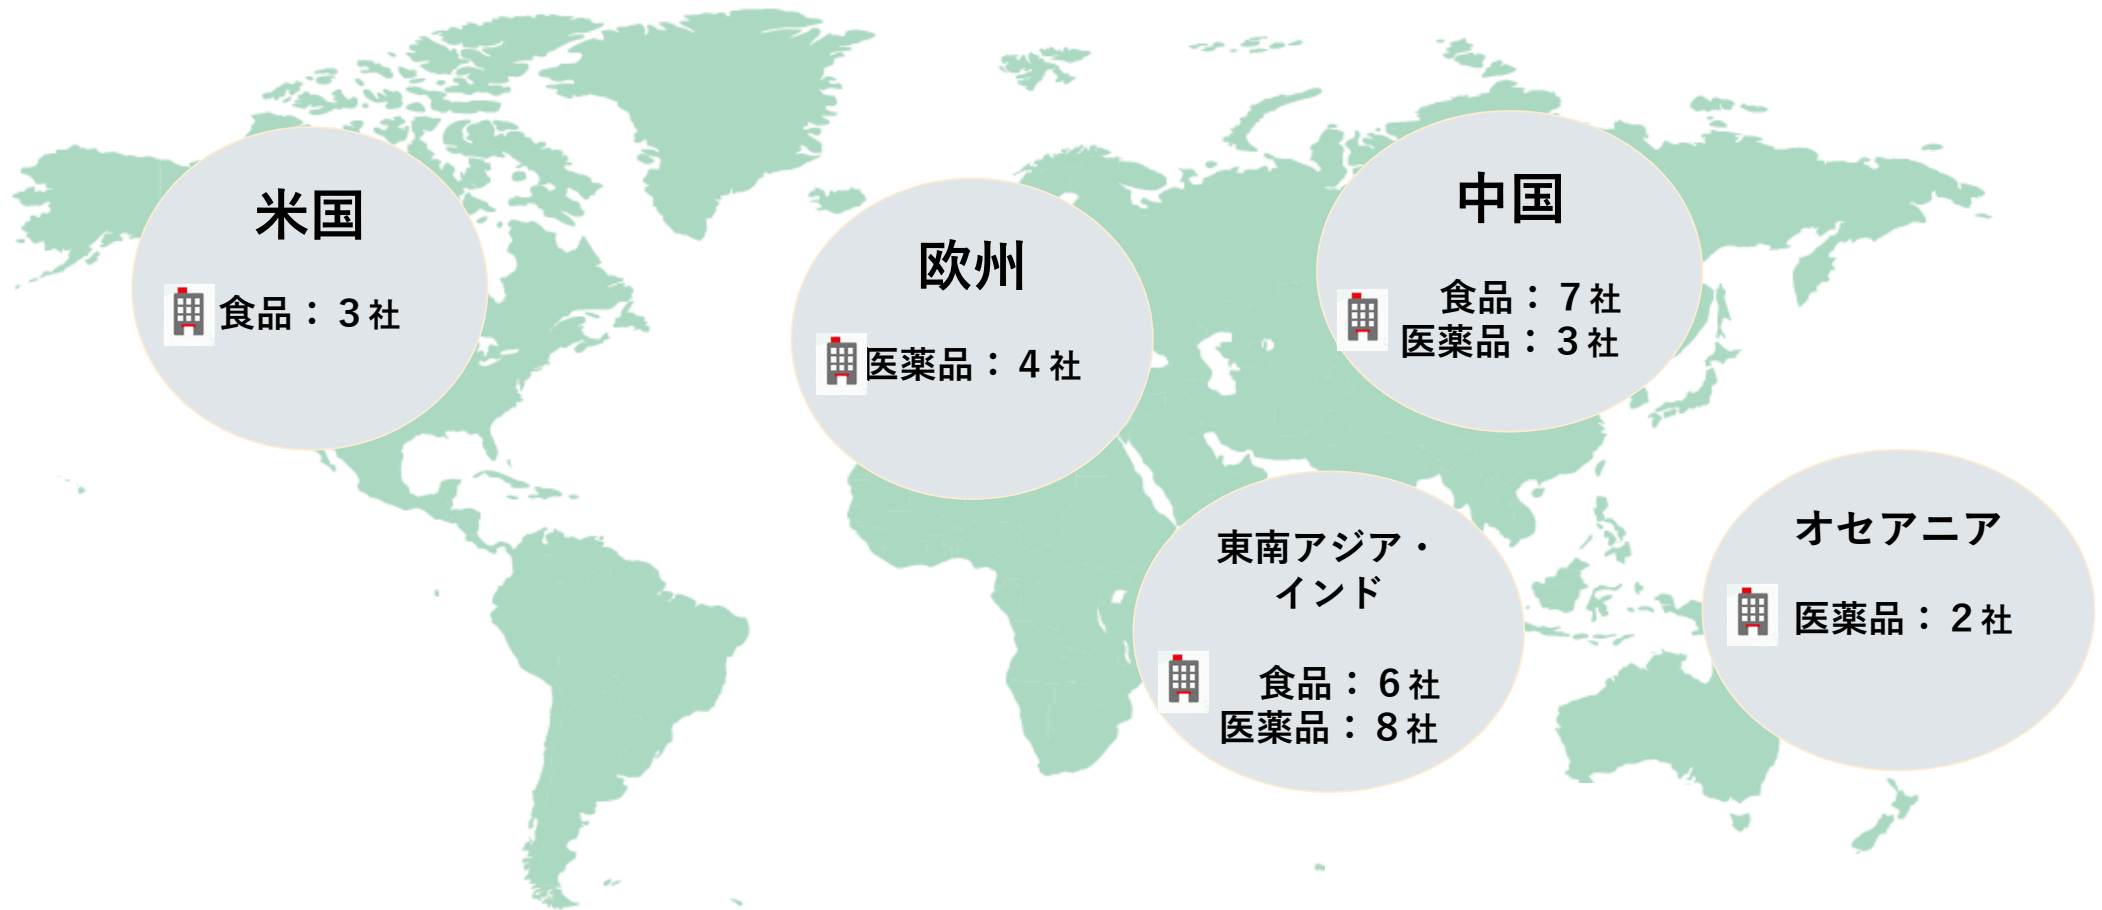 米国
食品：３社
欧州
医薬品：４社
中国
食品：７社
医薬品：３社
東南アジア・
インド
食品：６社
医薬品：８社
オセアニア
医薬品：２社